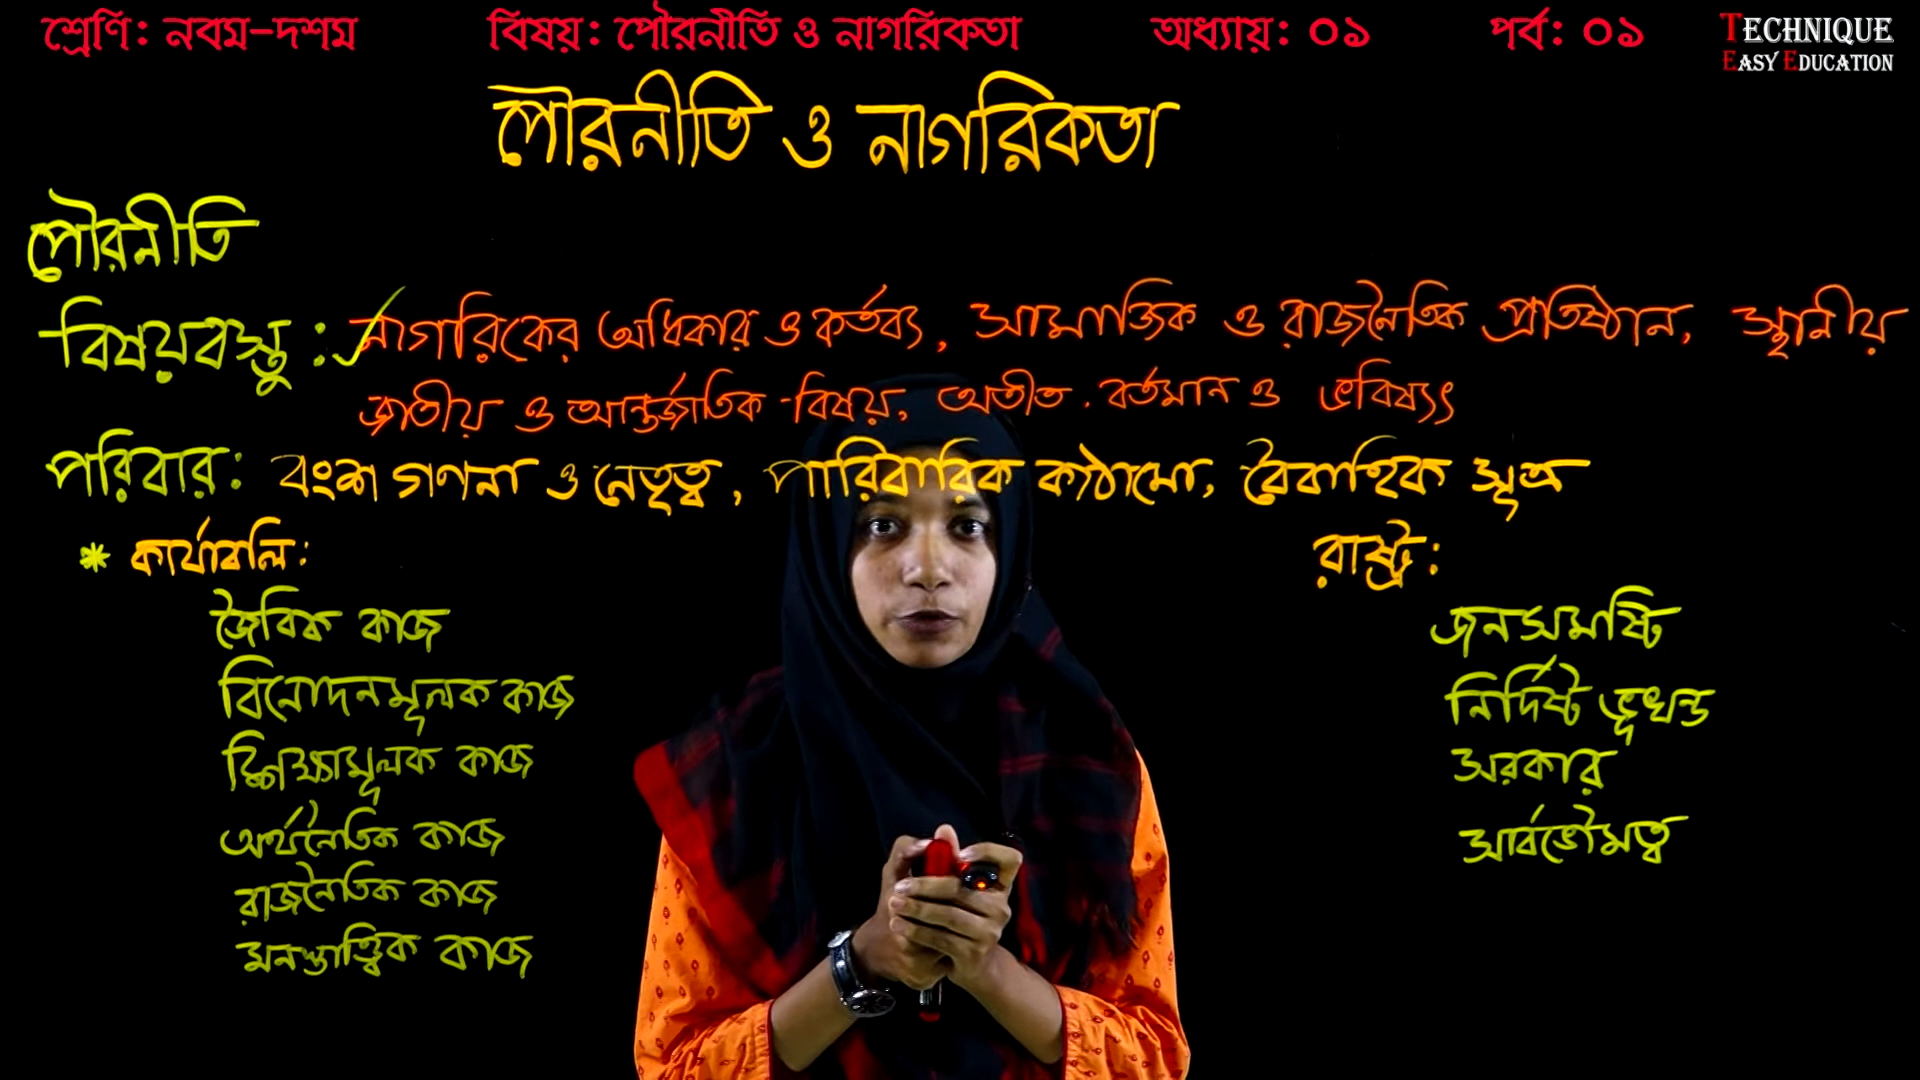 শ্রেণি: নবম-দশম বিষয়: পৌরনীতি ও নাগরিকতা অধ্যায়: ০১ পর্ব: ০১
TECHNIQUE
EASY EDUCATION
পৌরনীতি ও নাগরিকতা
পৌরনীতি
বিষয়বস্তু: নাগরিকের অধিকার ও কর্তব্য, সামাজিক ও রাজনৈতিক প্রতিষ্ঠান, স্থানীয়
জাতীয় ও আন্তর্জাতিক বিষয়, অতীত, বর্তমান ও ভবিষ্যৎ
পরিবার: বংশ গণনা ও নেতৃত্ব, পারিবারিক কাঠামো, বৈবাহিক সূত্র
* কার্যাবলি:
জৈবিক কাজ
বিনোদনমূলক কাজ
শিক্ষামূলক কাজ
অর্থনৈতিক কাজ
রাজনৈতিক কাজ
মনস্তাত্ত্বিক কাজ
রাষ্ট্র:
জনসমষ্টি
নির্দিষ্ট ভূখন্ড
সরকার
সার্বভৌমত্ব